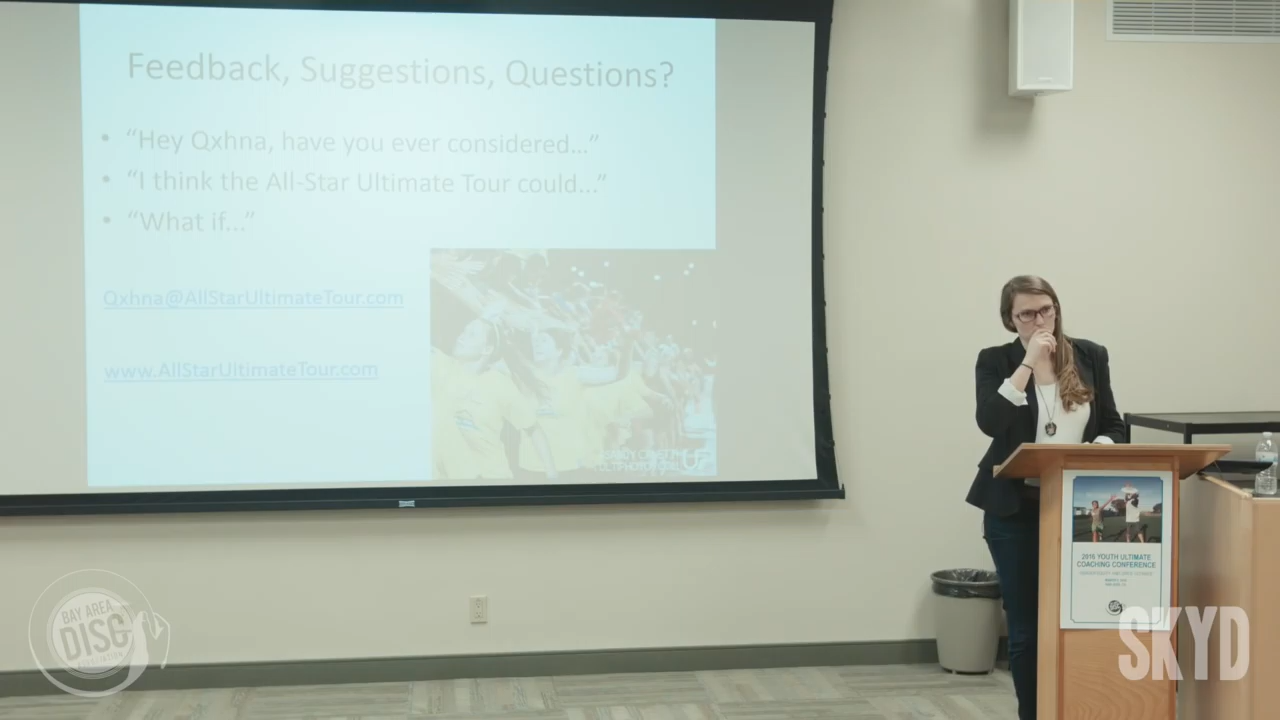 Feedback, Suggestions, Questions?
• “Hey Qxhna, have you ever considered...”
• “I think the All-Star Ultimate Tour could...”
• “What if...”
Qxhna@AllStarUltimateTour.com
www.AllStarUltimateTour.com
2016 YOUTH ULTIMATE
COACHING CONFERENCE
BAY AREA
DISC
SKYD